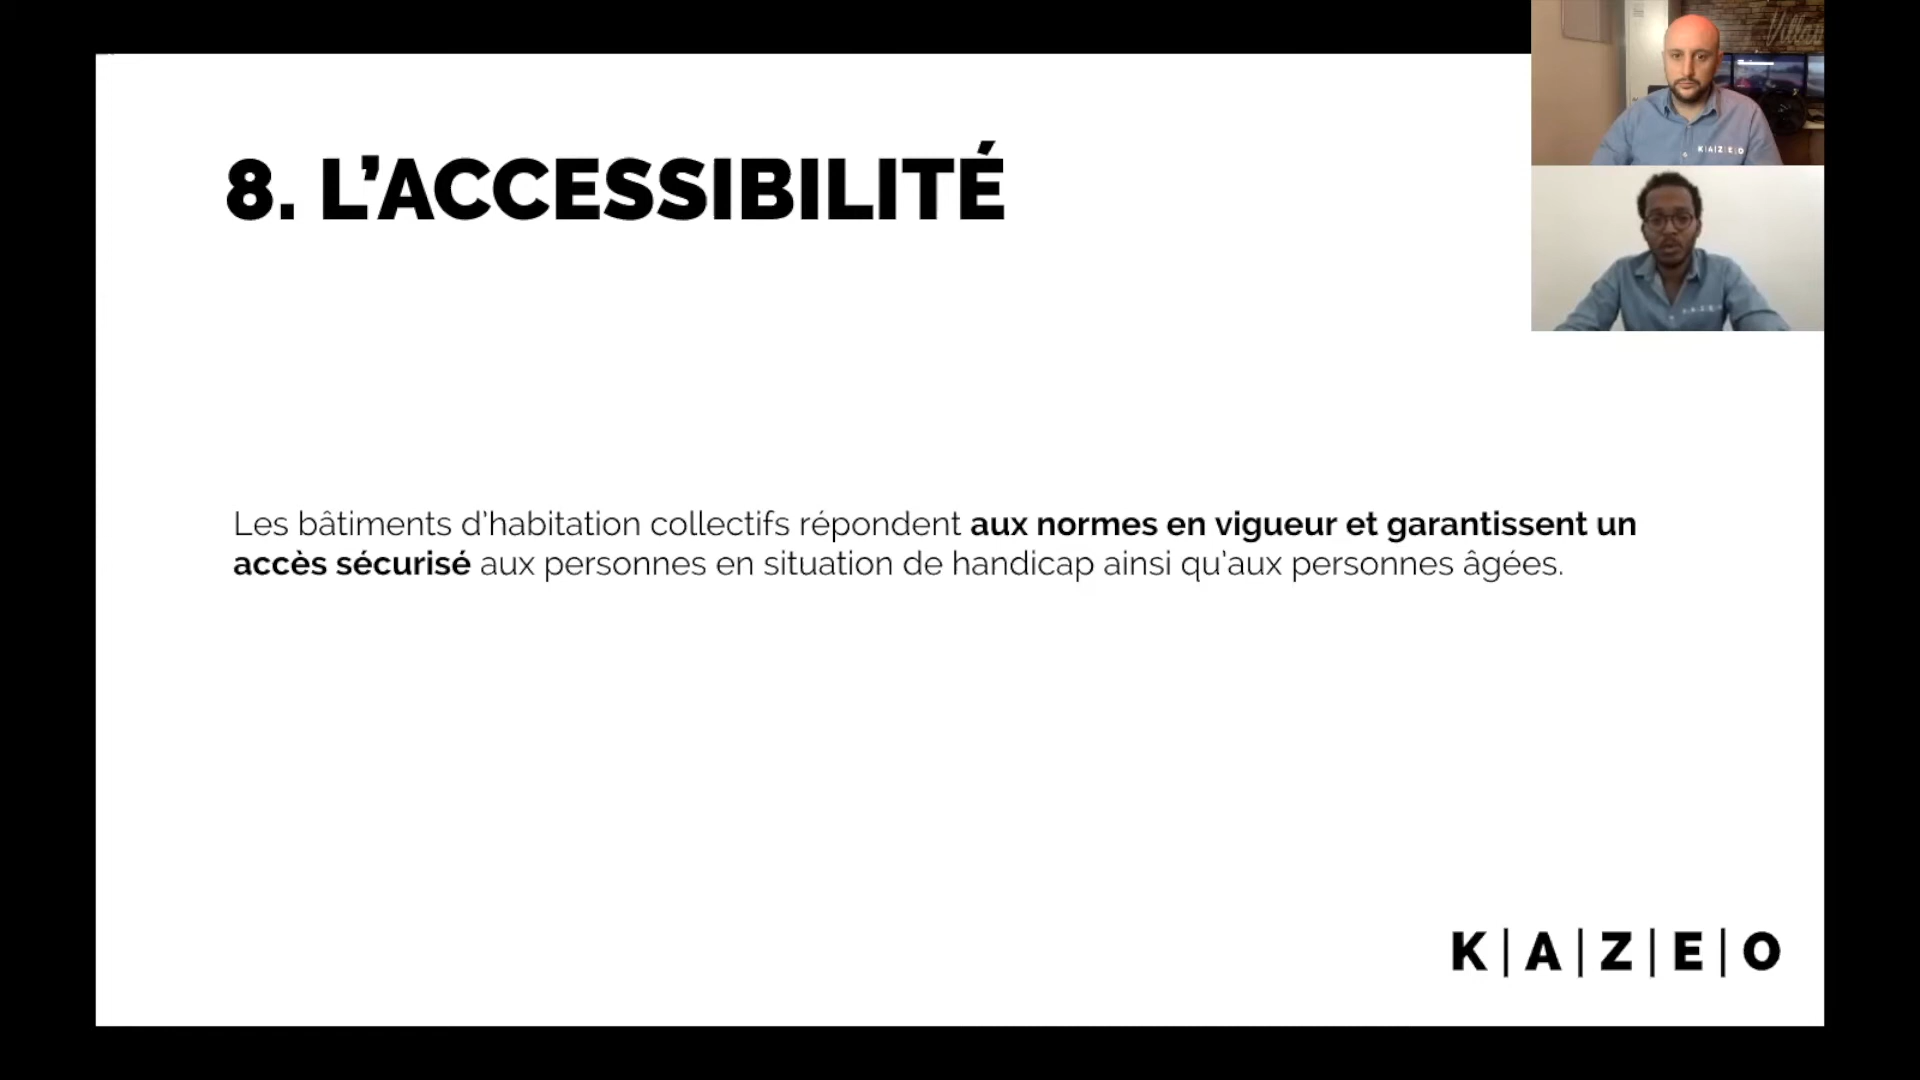 8. L’ACCESSIBILITÉ
Les bâtiments d’habitation collectifs répondent aux normes en vigueur et garantissent un
accès sécurisé aux personnes en situation de handicap ainsi qu’aux personnes âgées.
K|A|Z|E|O
K|A|Z|E|O